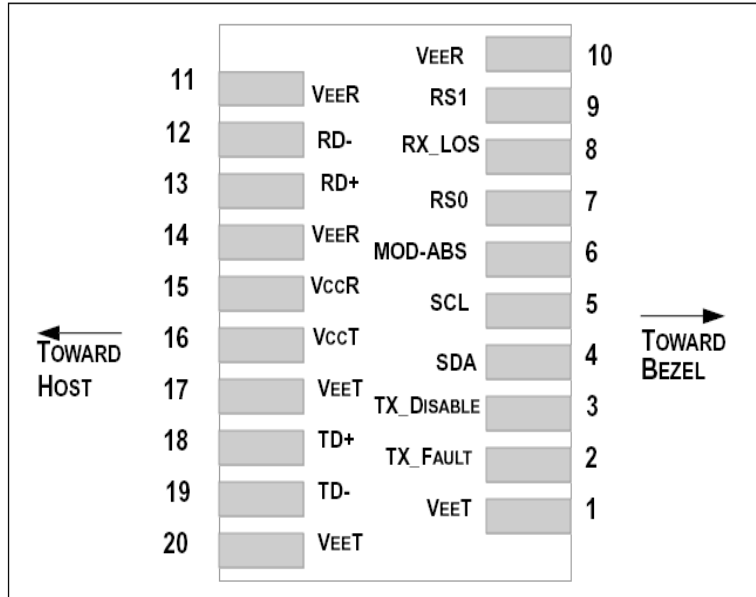 VEER 10
11 VEER
RS1 9
12 RD-
RX_LOS 8
13 RD+
RS0 7
14 VEER
MOD-ABS 6
15 VCCR
SCL 5
16 VCCT
TOWARD HOST
TOWARD BEZEL
SDA 4
17 VEET
TX_DISABLE 3
18 TD+
TX_FAULT 2
19 TD-
VEET 1
20 VEET